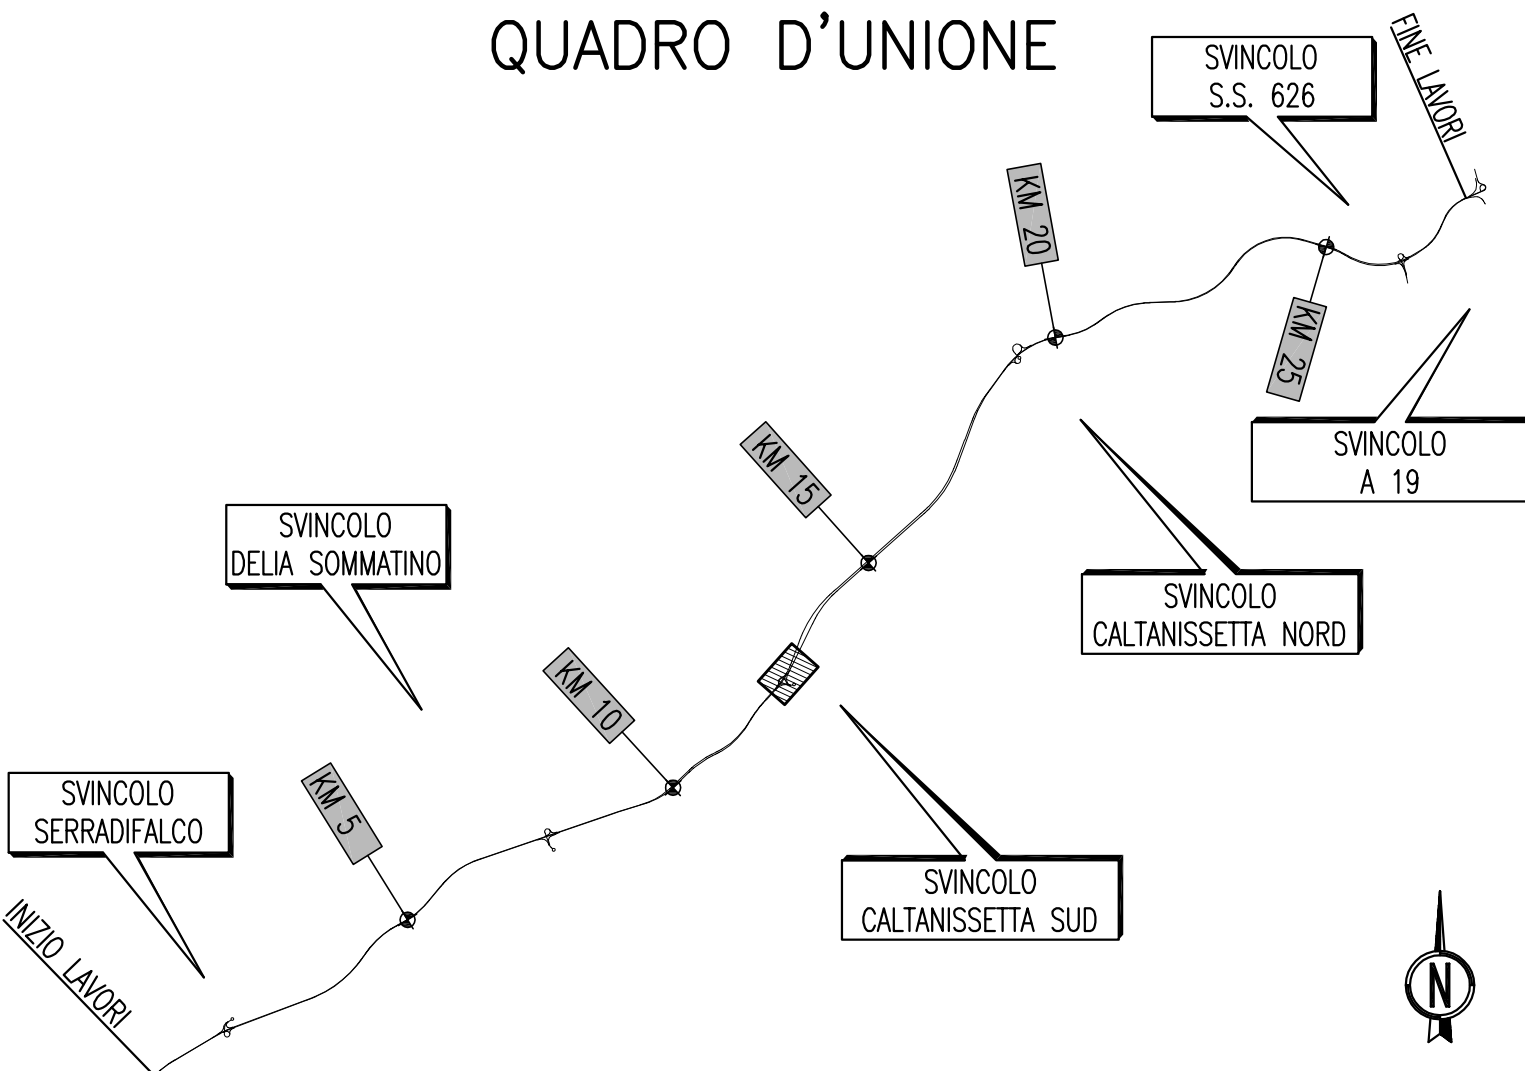 QUADRO D'UNIONE
SVINCOLO
S.S. 626
FINE LAVORI
KM 20
KM 25
SVINCOLO
A 19
KM 15
SVINCOLO
DELIA SOMMATINO
SVINCOLO
CALTANISSETTA NORD
KM 10
KM 5
SVINCOLO
SERRADIFALCO
SVINCOLO
CALTANISSETTA SUD
INIZIO LAVORI
N